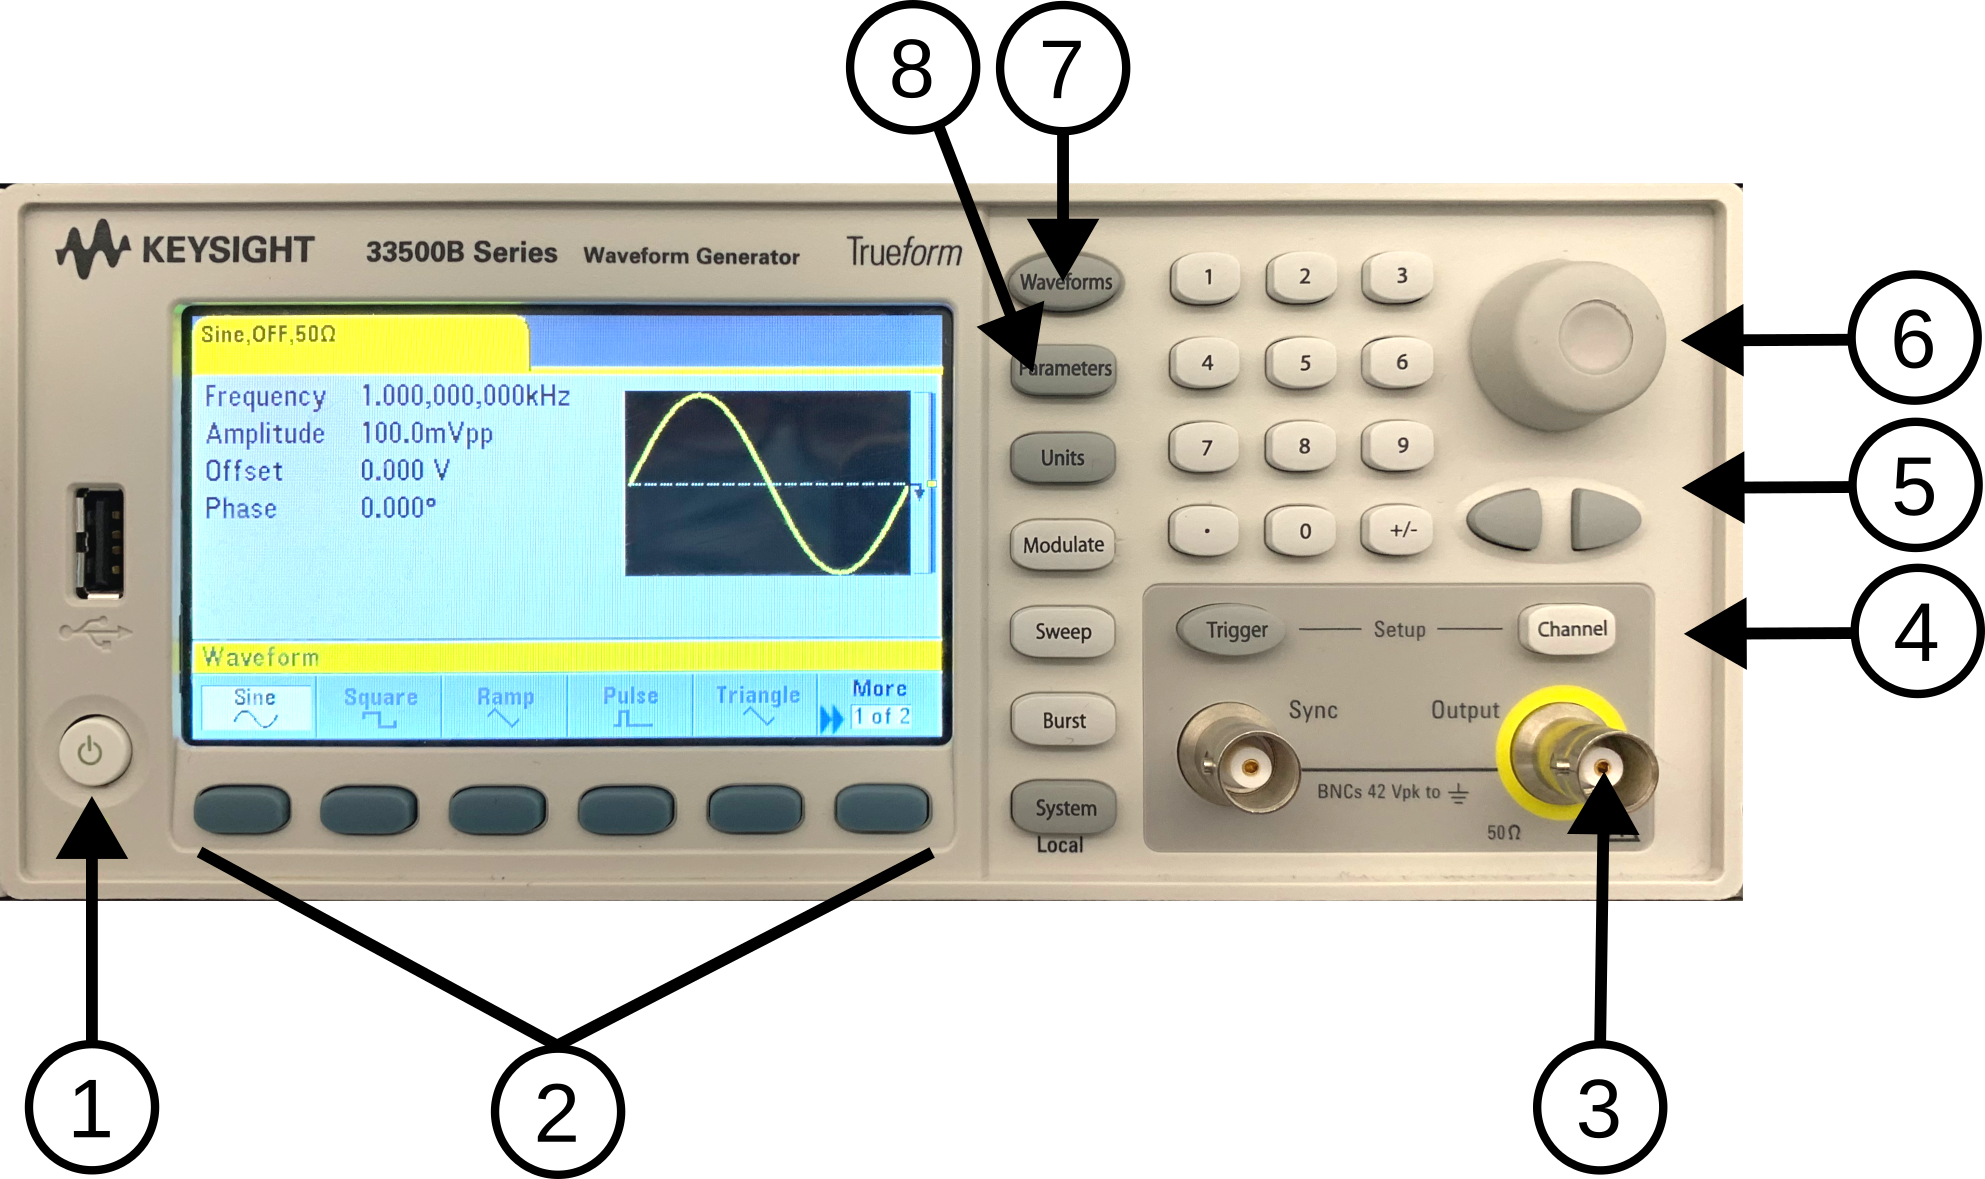 8 7
KEYSIGHT 33500B Series Waveform Generator Trueform
Sine,OFF,50Ω
Frequency 1.000,000,000kHz
Amplitude 100.0mVpp
Offset 0.000 V
Phase 0.000°
Waveform
Sine Square Ramp Pulse Triangle More
1 of 2
Waveforms
Parameters
Units
Modulate
Sweep
Burst
System
Local
1 2 3
4 5 6
7 8 9
. 0 +/-
Trigger Setup Channel
Sync Output
BNCs 42 Vpk to
50Ω
6
5
4
1 2 3